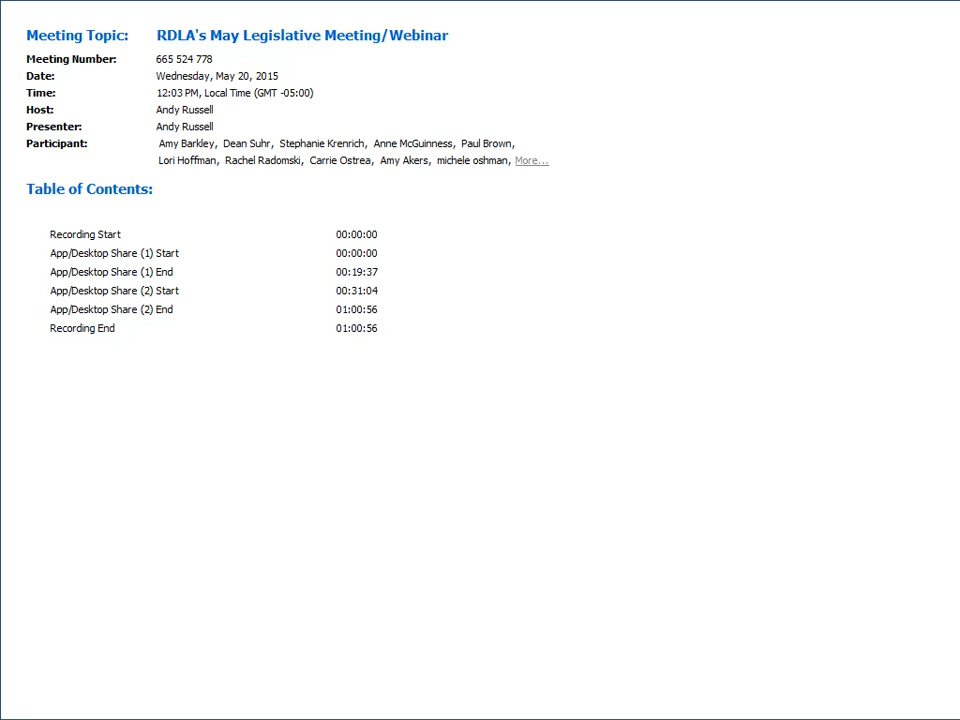 Meeting Topic: RDLA's May Legislative Meeting/Webinar
Meeting Number: 665 524 778
Date: Wednesday, May 20, 2015
Time: 12:03 PM, Local Time (GMT -05:00)
Host: Andy Russell
Presenter: Andy Russell
Participant: Amy Barkley, Dean Suhr, Stephanie Krenrich, Anne McGuinness, Paul Brown,
Lori Hoffman, Rachel Radomski, Carrie Ostrea, Amy Akers, michele oshman, More...
Table of Contents:
Recording Start 00:00:00
App/Desktop Share (1) Start 00:00:00
App/Desktop Share (1) End 00:19:37
App/Desktop Share (2) Start 00:31:04
App/Desktop Share (2) End 01:00:56
Recording End 01:00:56